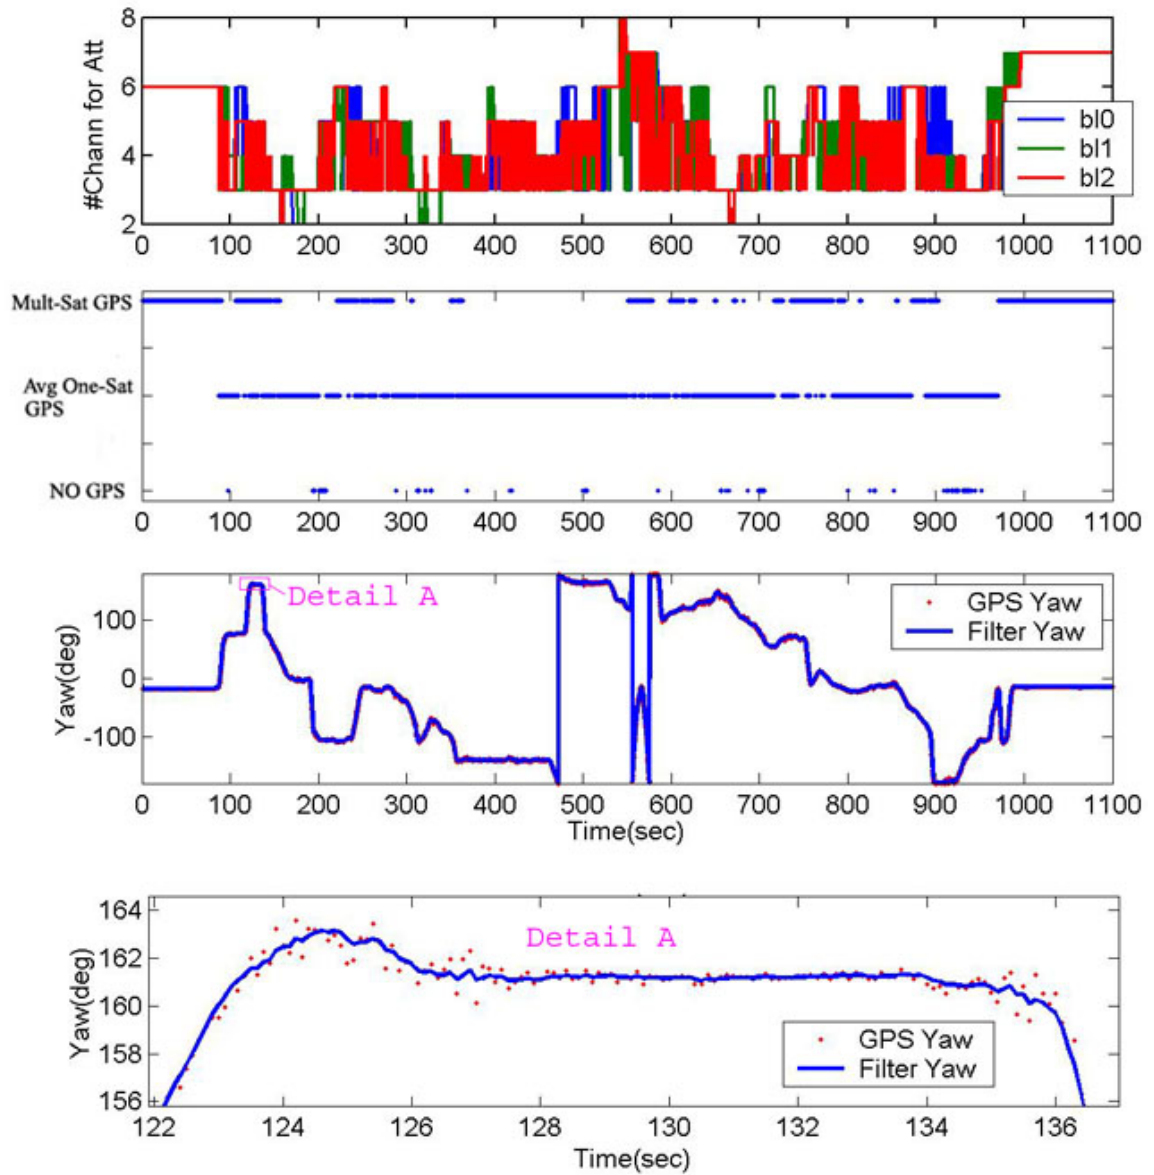 #Chann for Att
8
6
4
2
0 100 200 300 400 500 600 700 800 900 1000 1100
bl0
bl1
bl2
Mult-Sat GPS
Avg One-Sat
GPS
NO GPS
0 100 200 300 400 500 600 700 800 900 1000 1100
Yaw(deg)
100
0
-100
Detail A
GPS Yaw
Filter Yaw
0 100 200 300 400 500 600 700 800 900 1000 1100
Time(sec)
Yaw(deg)
164
162
160
158
156
Detail A
GPS Yaw
Filter Yaw
122 124 126 128 130 132 134 136
Time(sec)